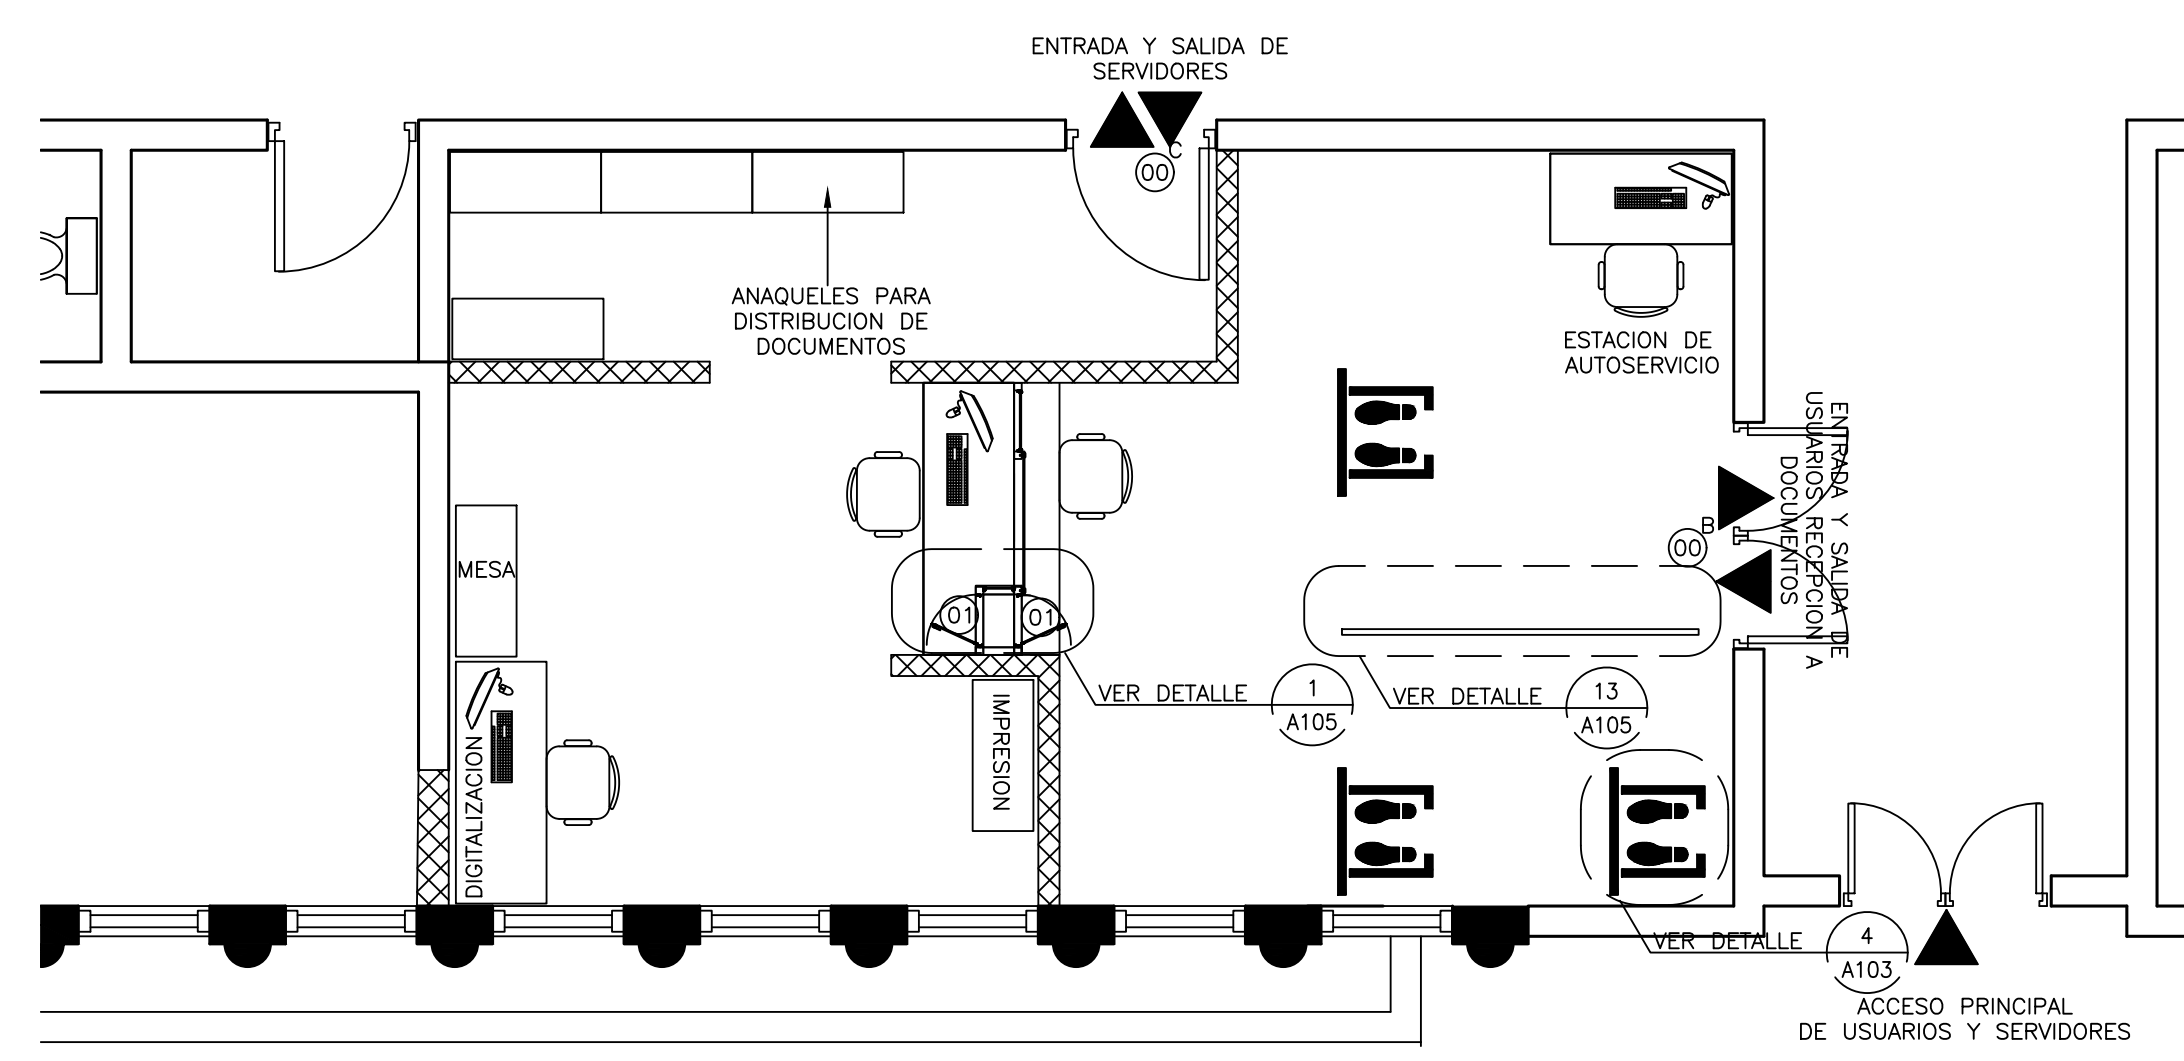 ENTRADA Y SALIDA DE
SERVIDORES
C
00
ANAQUELES PARA
DISTRIBUCION DE
DOCUMENTOS
ESTACION DE
AUTOSERVICIO
ENTRADA Y SALIDA DE
USUARIOS RECEPCION A
DOCUMENTOS
B
00
MESA
01
01
VER DETALLE
1
A105
VER DETALLE
13
A105
IMPRESION
DIGITALIZACION
VER DETALLE
4
A103
ACCESO PRINCIPAL
DE USUARIOS Y SERVIDORES